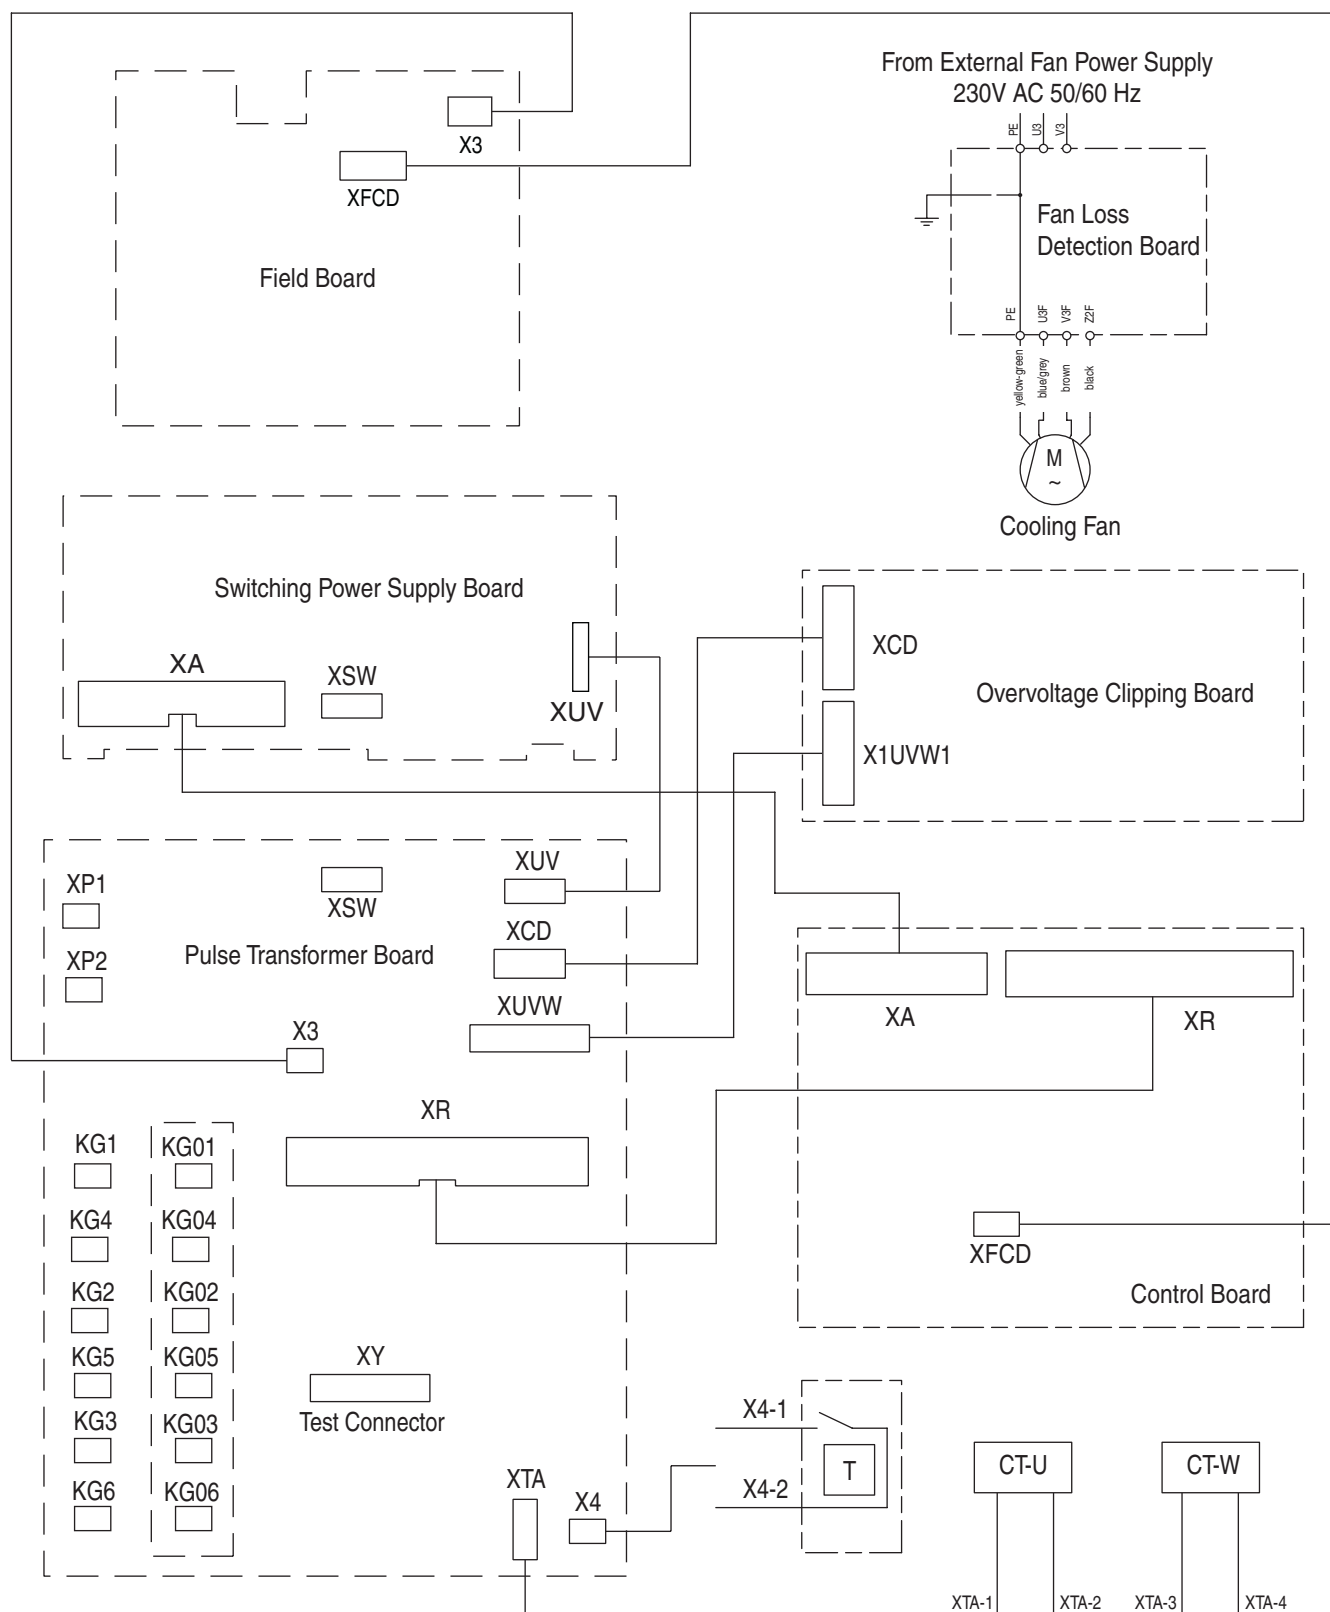 From External Fan Power Supply
230V AC 50/60 Hz
PE
U3
V3
X3
XFCD
Field Board
Fan Loss
Detection Board
PE
U3F
V3F
Z2F
yellow-green
blue/grey
brown
black
M
~
Cooling Fan
Switching Power Supply Board
XA
XSW
XUV
XCD
Overvoltage Clipping Board
X1UVW1
XP1
XSW
XUV
XP2
Pulse Transformer Board
XCD
XUVW
X3
XA
XR
XR
KG1
KG01
KG4
KG04
KG2
KG02
KG5
KG05
KG3
KG03
KG6
KG06
XFCD
Control Board
XY
Test Connector
XTA
X4
X4-1
X4-2
T
CT-U
CT-W
XTA-1
XTA-2
XTA-3
XTA-4